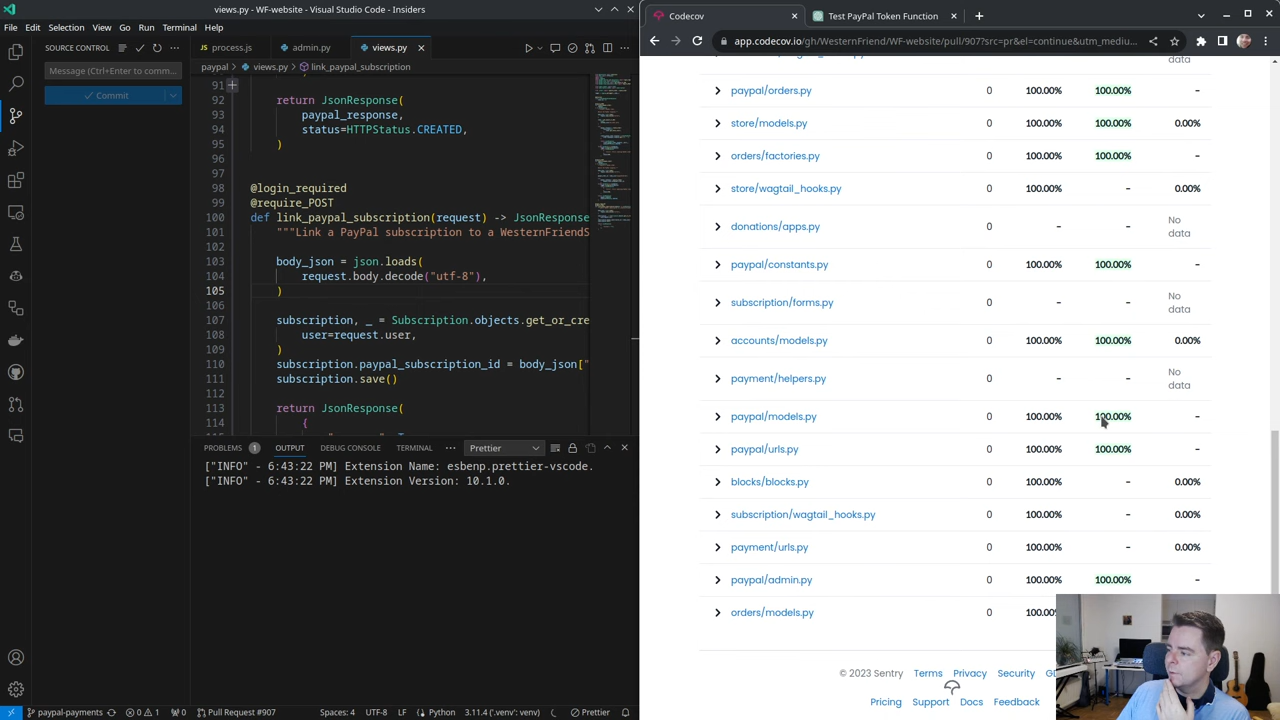 views.py - WF-website - Visual Studio Code - Insiders
File Edit Selection View Go Run Terminal Help
SOURCE CONTROL
Message (Ctrl+Enter to comm...
Commit
process.js
admin.py
views.py
paypal > views.py > link_paypal_subscription
91
92 return JsonResponse(
93 paypal_response,
94 status=HTTPStatus.CREATED,
95 )
96
97
98 @login_required
99 @require_POST
100 def link_paypal_subscription(request) -> JsonResponse
101 """Link a PayPal subscription to a WesternFriendS
102
103 body_json = json.loads(
104 request.body.decode("utf-8"),
105 )
106
107 subscription, _ = Subscription.objects.get_or_cre
108 user=request.user,
109 )
110 subscription.paypal_subscription_id = body_json["
111 subscription.save()
112
113 return JsonResponse(
114 {
PROBLEMS 1 OUTPUT DEBUG CONSOLE TERMINAL ... Prettier
["INFO" - 6:43:22 PM] Extension Name: esbenp.prettier-vscode.
["INFO" - 6:43:22 PM] Extension Version: 10.1.0.
paypal-payments 0 1 0 Pull Request #907 Spaces: 4 UTF-8 LF Python 3.11.4 ('.venv': venv) Prettier
Codecov
Test PayPal Token Function
app.codecov.io/gh/WesternFriend/WF-website/pull/907?src=pr&el=continue&utm_mediu...
data
paypal/orders.py 0 100.00% 100.00% -
store/models.py 0 100.00% 100.00% 0.00%
orders/factories.py 0 100.00% 100.00% -
store/wagtail_hooks.py 0 100.00% - 0.00%
donations/apps.py 0 - - No data
paypal/constants.py 0 100.00% 100.00% -
subscription/forms.py 0 - - No data
accounts/models.py 0 100.00% 100.00% 0.00%
payment/helpers.py 0 - - No data
paypal/models.py 0 100.00% 100.00% -
paypal/urls.py 0 100.00% 100.00% -
blocks/blocks.py 0 100.00% - 0.00%
subscription/wagtail_hooks.py 0 100.00% - 0.00%
payment/urls.py 0 100.00% - 0.00%
paypal/admin.py 0 100.00% 100.00% -
orders/models.py 0 100.00
© 2023 Sentry Terms Privacy Security
Pricing Support Docs Feedback